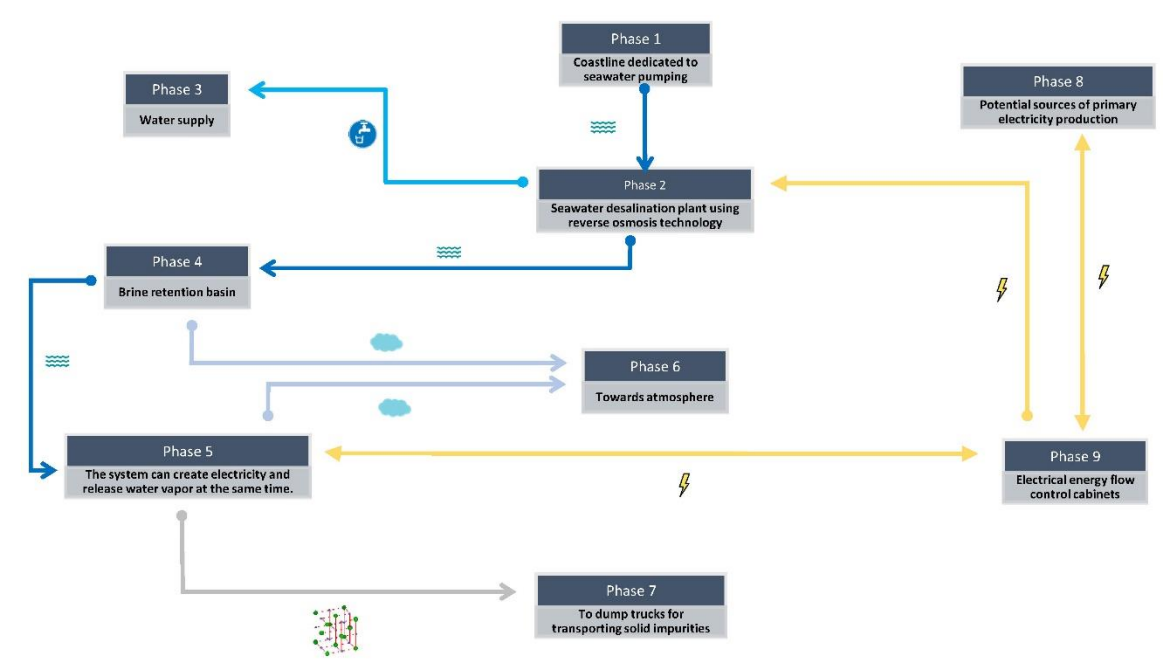 Phase 1
Coastline dedicated to
seawater pumping
Phase 3
Water supply
Phase 8
Potential sources of primary
electricity production
Phase 2
Seawater desalination plant using
reverse osmosis technology
Phase 4
Brine retention basin
Phase 6
Towards atmosphere
Phase 5
The system can create electricity and
release water vapor at the same time.
Phase 9
Electrical energy flow
control cabinets
Phase 7
To dump trucks for
transporting solid impurities